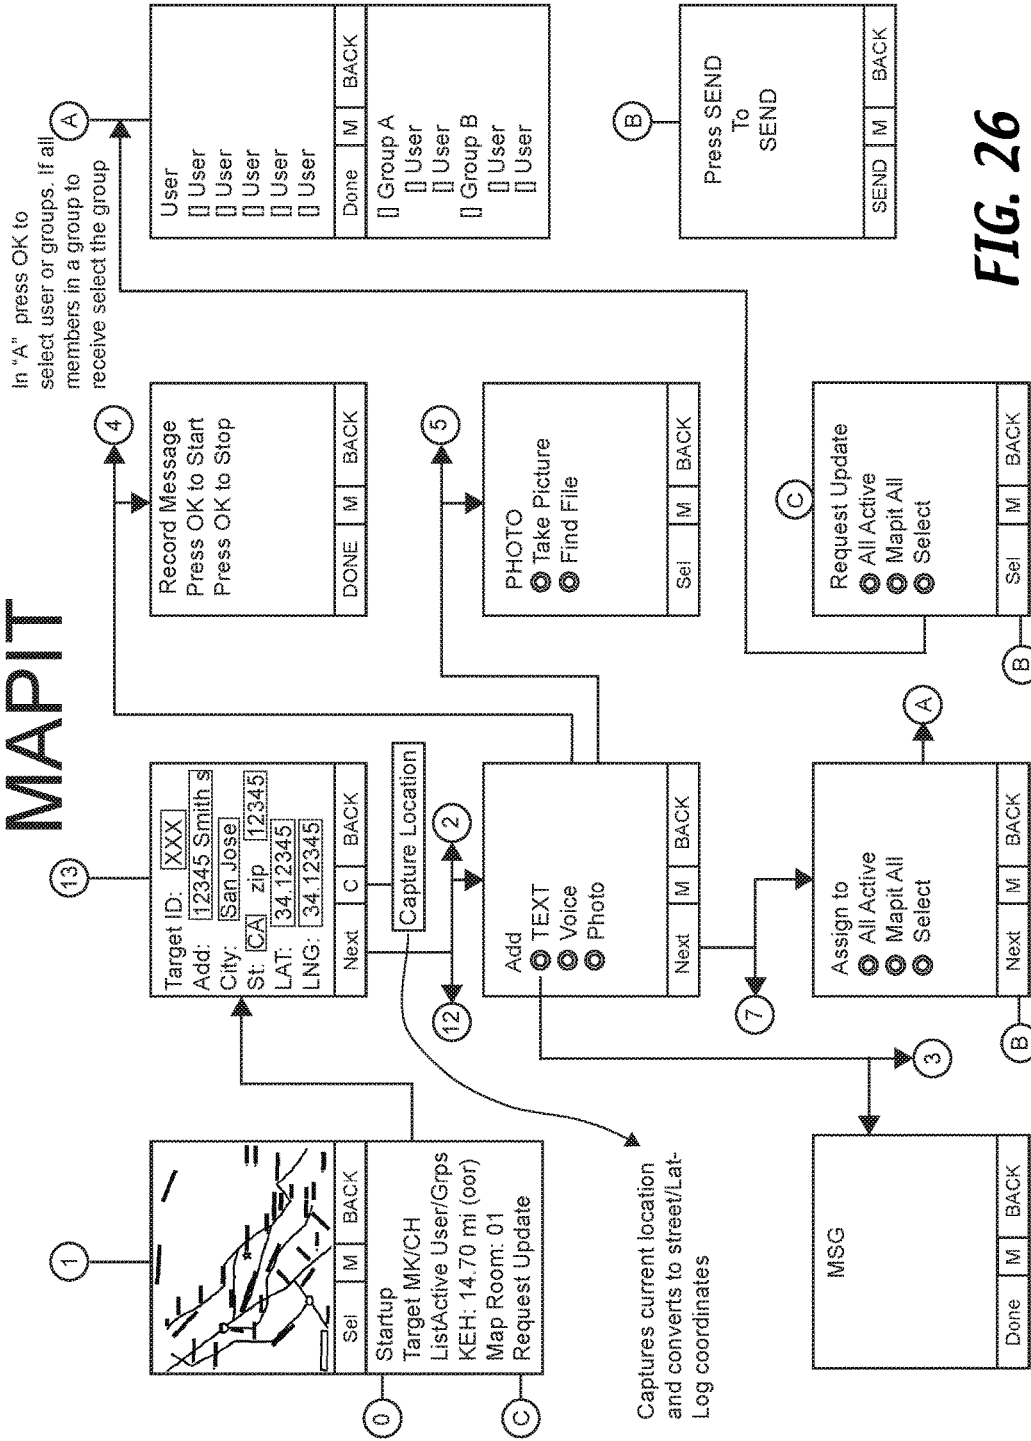 MAPIT
1
Sel M BACK
0
Startup
Target MK/CH
ListActive User/Grps
KEH: 14.70 mi (oor)
Map Room: 01
Request Update
C
13
Target ID: XXX
Add: 12345 Smith s
City: San Jose
St: CA zip 12345
LAT: 34.12345
LNG: 34.12345
Next C BACK
Capture Location
4
Record Message
Press OK to Start
Press OK to Stop
DONE M BACK
In "A" press OK to
select user or groups. If all
members in a group to
receive select the group
A
User
[] User
[] User
[] User
[] User
[] User
Done M BACK
[] Group A
[] User
[] User
[] Group B
[] User
[] User
Captures current location
and converts to street/Lat-
Log coordinates
12
2
Add
TEXT
Voice
Photo
Next M BACK
5
PHOTO
Take Picture
Find File
Sel M BACK
B
Press SEND
To
SEND
SEND M BACK
3
MSG
Done M BACK
7
Assign to
All Active
Mapit All
Select
Next M BACK
A
B
C
Request Update
All Active
Mapit All
Select
Sel M BACK
B
FIG. 26